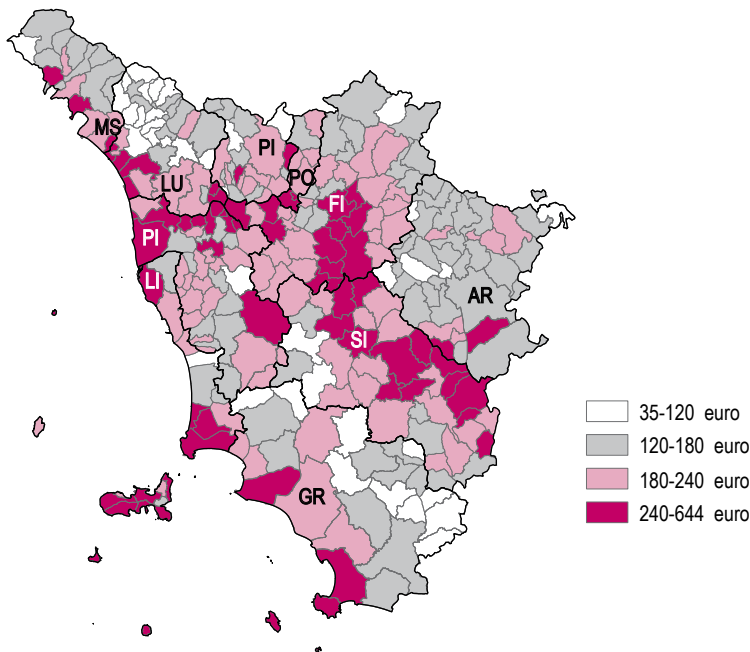 MS
PI
PO
LU
FI
PI
LI
AR
SI
GR
35-120 euro
120-180 euro
180-240 euro
240-644 euro